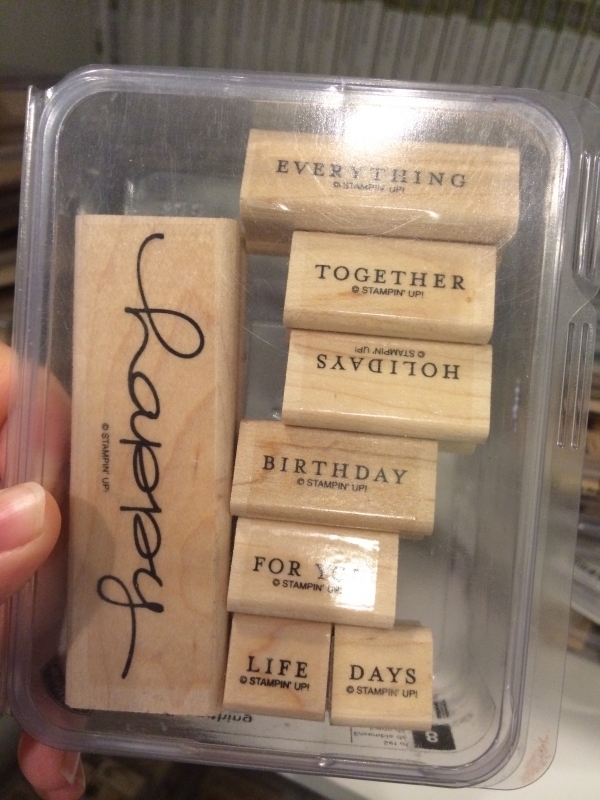 EVERYTHING
© STAMPIN' UP!
TOGETHER
© STAMPIN' UP!
HOLIDAYS
© STAMPIN' UP!
BIRTHDAY
© STAMPIN' UP!
FOR YOU
© STAMPIN' UP!
LIFE
© STAMPIN' UP!
DAYS
© STAMPIN' UP!
happy
© STAMPIN' UP!
8